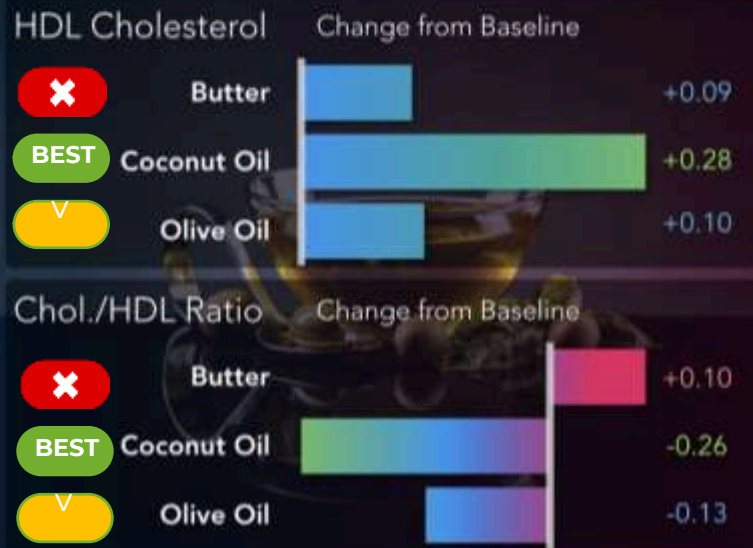 HDL Cholesterol Change from Baseline
✖ Butter +0.09
BEST Coconut Oil +0.28
V Olive Oil +0.10
Chol./HDL Ratio Change from Baseline
✖ Butter +0.10
BEST Coconut Oil -0.26
V Olive Oil -0.13